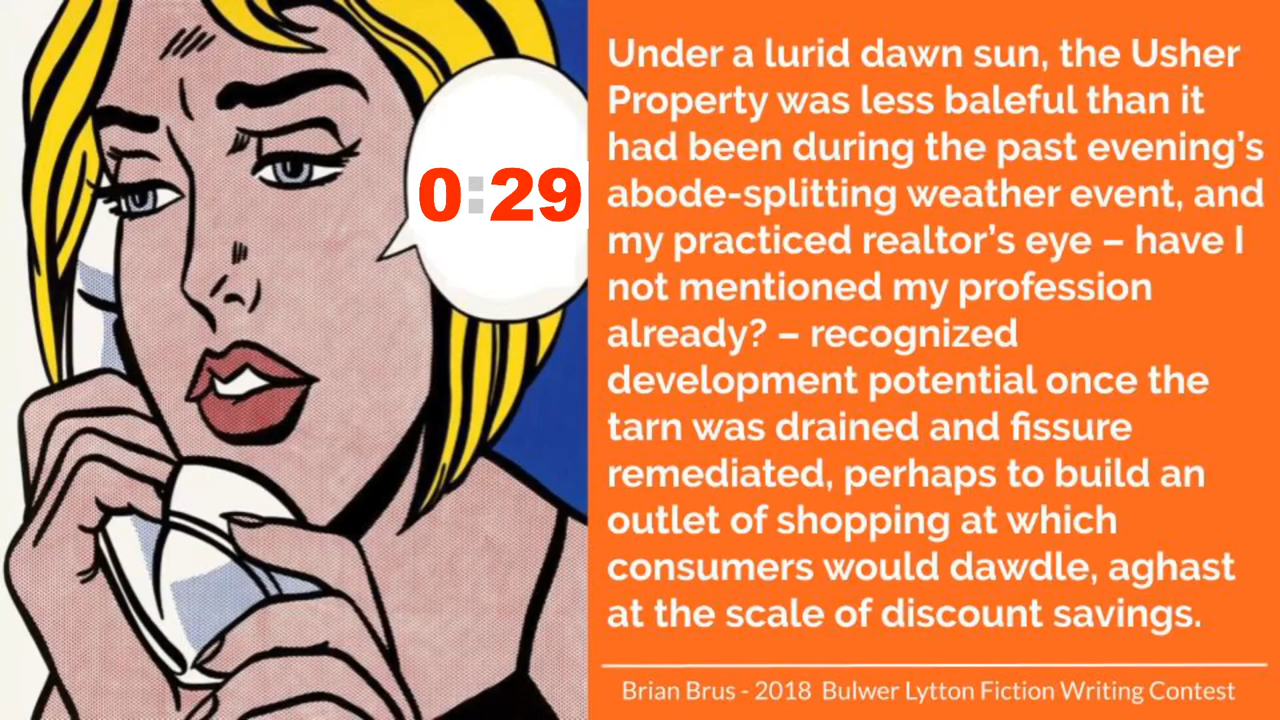 0:29
Under a lurid dawn sun, the Usher
Property was less baleful than it
had been during the past evening’s
abode-splitting weather event, and
my practiced realtor’s eye – have I
not mentioned my profession
already? – recognized
development potential once the
tarn was drained and fissure
remediated, perhaps to build an
outlet of shopping at which
consumers would dawdle, aghast
at the scale of discount savings.
Brian Brus - 2018 Bulwer Lytton Fiction Writing Contest